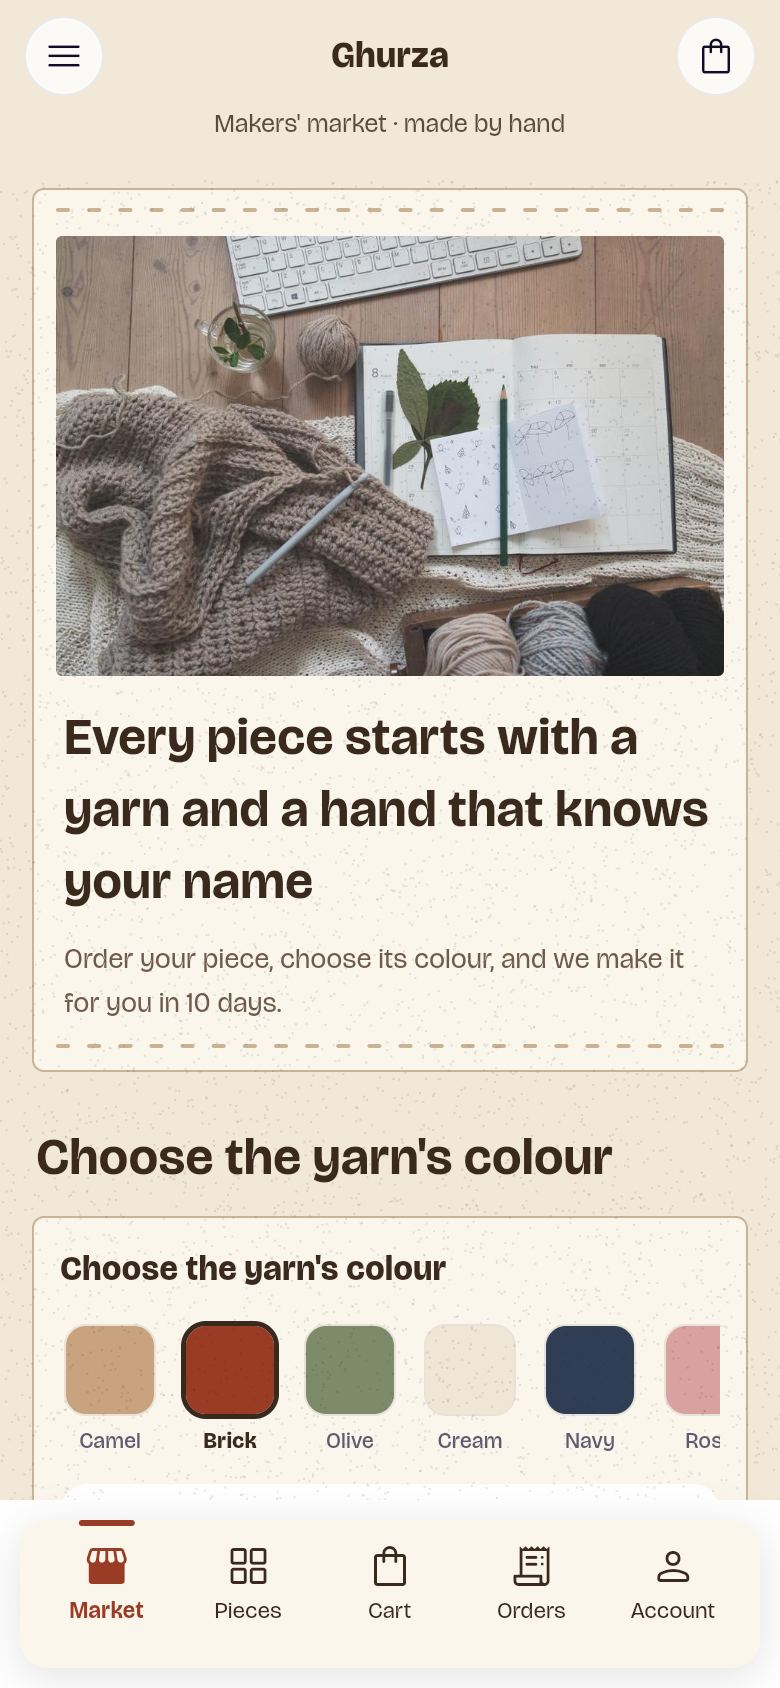 Ghurza
Makers' market · made by hand
8
Every piece starts with a
yarn and a hand that knows
your name
Order your piece, choose its colour, and we make it
for you in 10 days.
Choose the yarn's colour
Choose the yarn's colour
Camel
Brick
Olive
Cream
Navy
Ros
Market
Pieces
Cart
Orders
Account